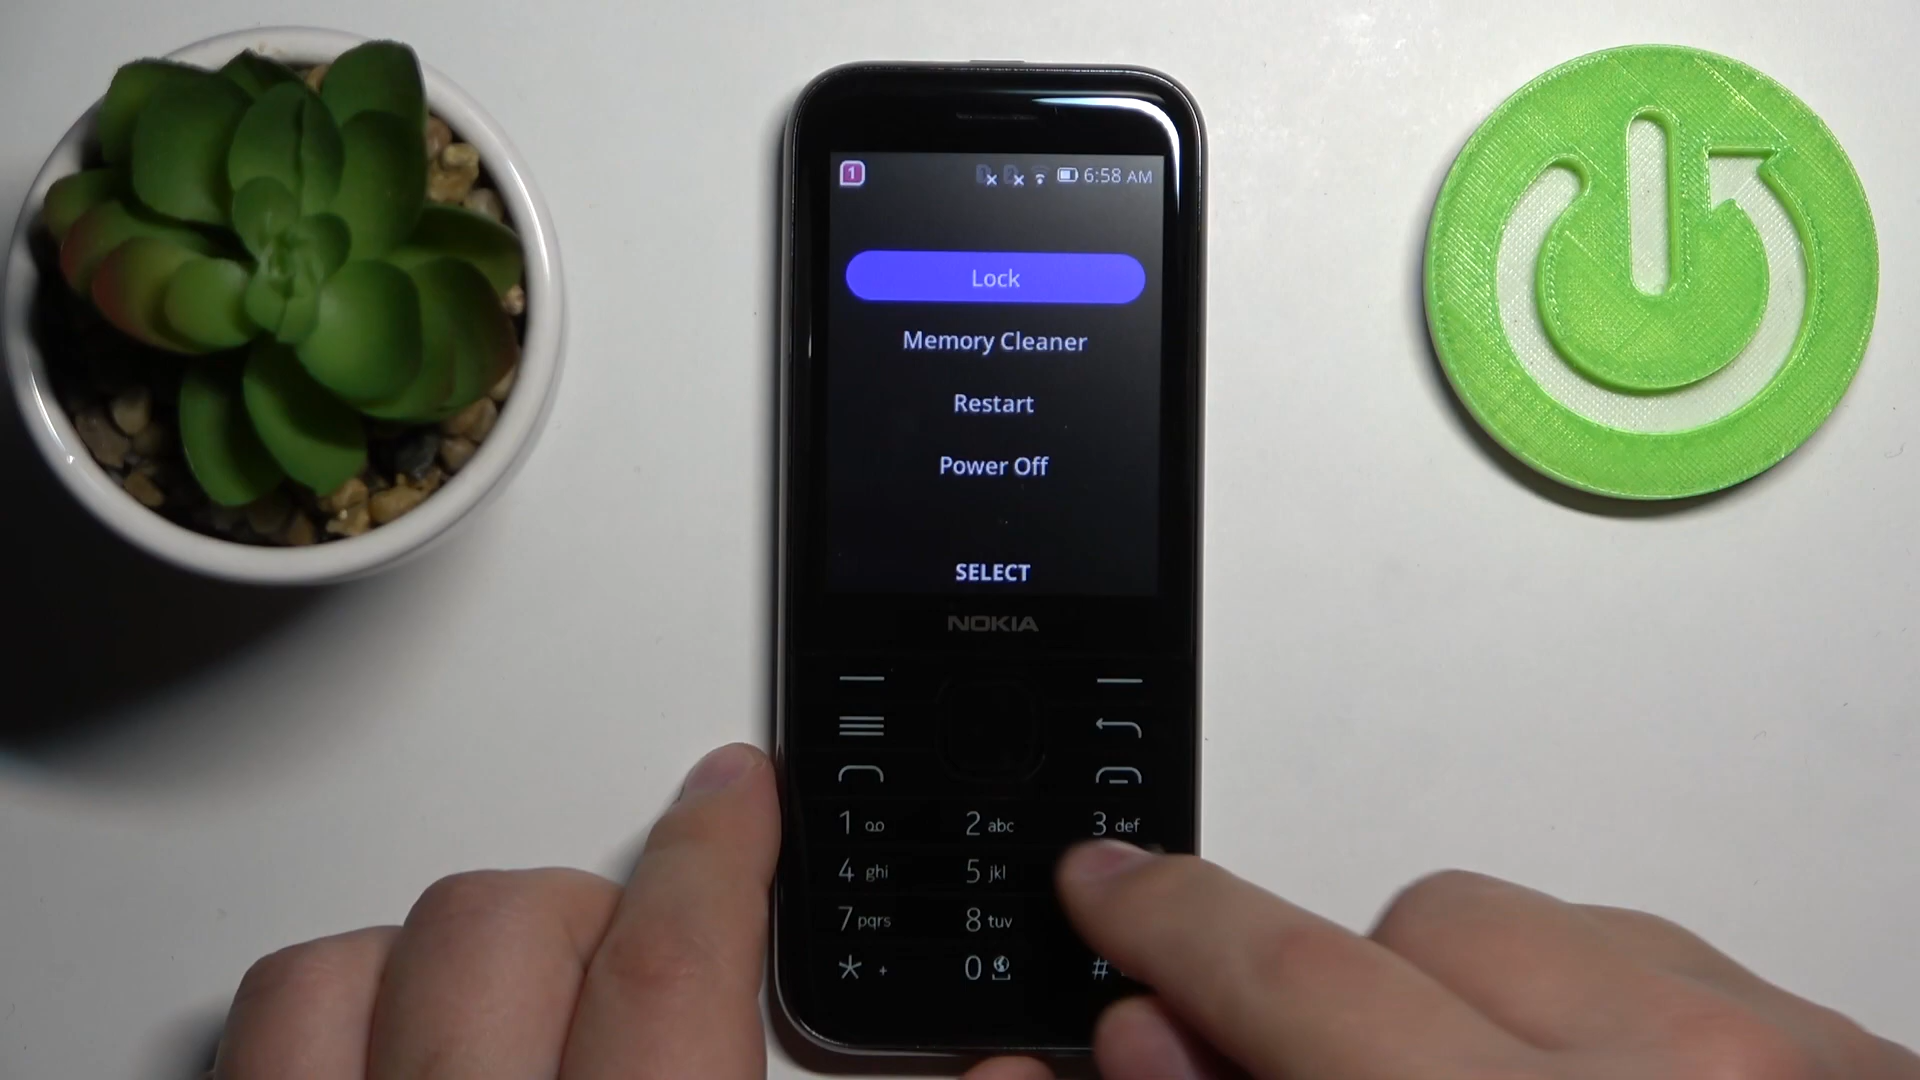 1 6:58 AM
Lock
Memory Cleaner
Restart
Power Off
SELECT
NOKIA
1 2 abc 3 def
4 ghi 5 jkl
7 pqrs 8 tuv
* + 0 #